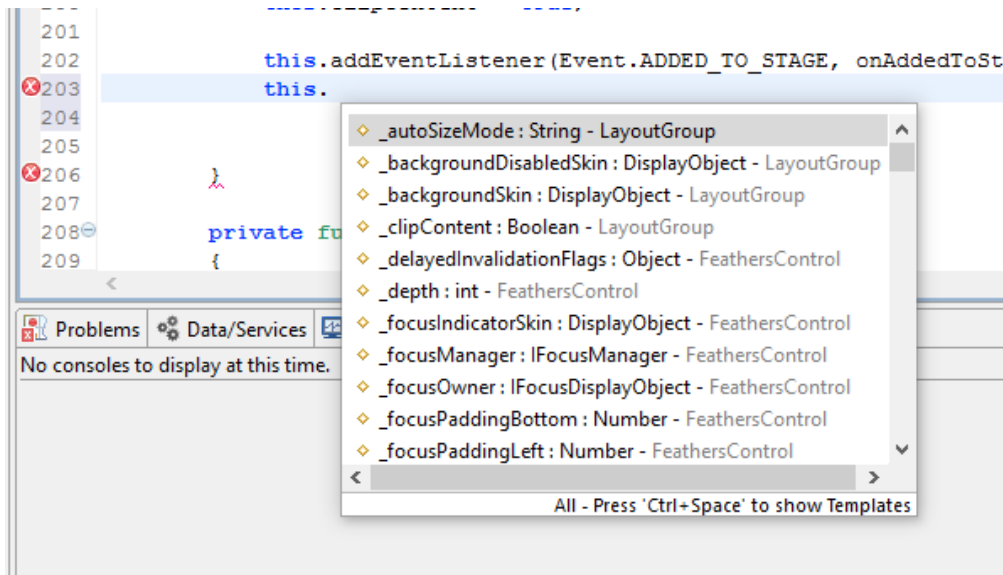 201
202 this.addEventListener(Event.ADDED_TO_STAGE, onAddedToSt
203 this.
204
205
206 }
207
208 private fu
209 {
_autoSizeMode : String - LayoutGroup
_backgroundDisabledSkin : DisplayObject - LayoutGroup
_backgroundSkin : DisplayObject - LayoutGroup
_clipContent : Boolean - LayoutGroup
_delayedInvalidationFlags : Object - FeathersControl
_depth : int - FeathersControl
_focusIndicatorSkin : DisplayObject - FeathersControl
_focusManager : IFocusManager - FeathersControl
_focusOwner : IFocusDisplayObject - FeathersControl
_focusPaddingBottom : Number - FeathersControl
_focusPaddingLeft : Number - FeathersControl
All - Press 'Ctrl+Space' to show Templates
Problems Data/Services
No consoles to display at this time.